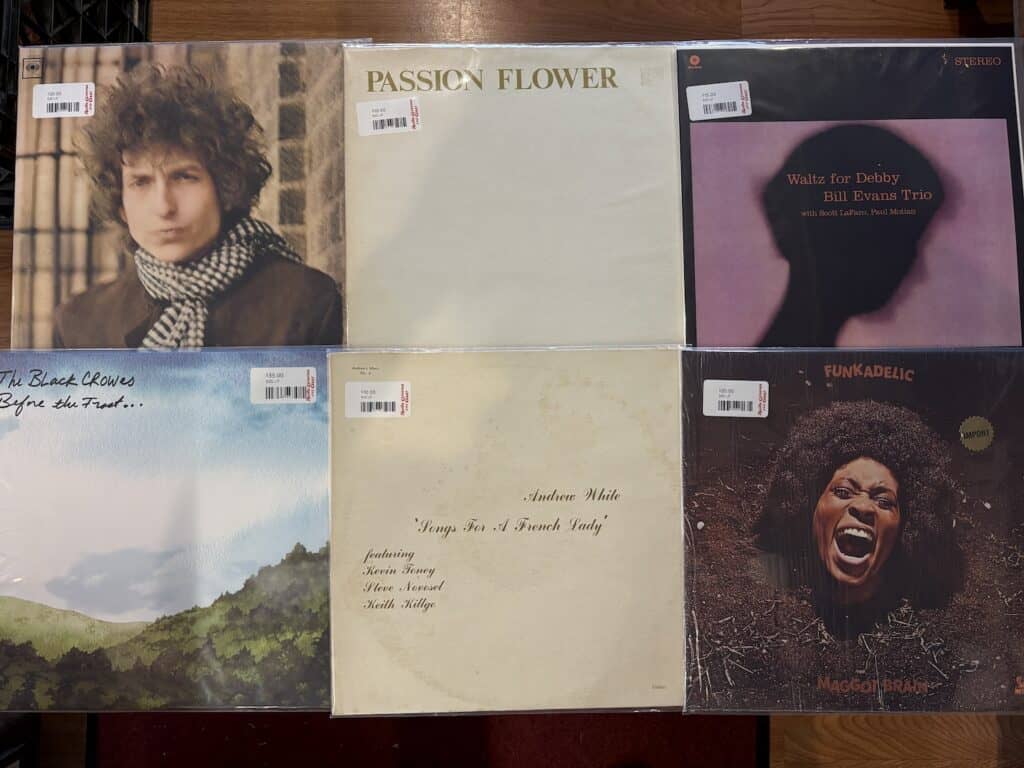 PASSION FLOWER
STEREO
Waltz for Debby
Bill Evans Trio
with Scott LaFaro, Paul Motian
The Black Crowes
Before the Frost...
Andrew White
'Songs For A French Lady'
featuring
Kevin Toney
Steve Novosel
Keith Killgo
FUNKADELIC
IMPORT
MAGGOT BRAIN